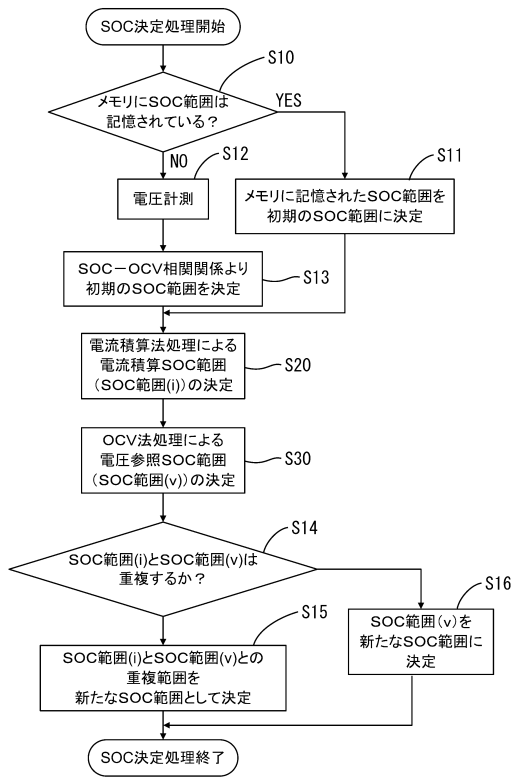 SOC決定処理開始
S10
メモリにSOC範囲は
記憶されている？
YES
NO
S12
S11
電圧計測
メモリに記憶されたSOC範囲を
初期のSOC範囲に決定
SOC－OCV相関関係より
初期のSOC範囲を決定
S13
電流積算法処理による
電流積算SOC範囲
（SOC範囲(i)）の決定
S20
OCV法処理による
電圧参照SOC範囲
（SOC範囲(v)）の決定
S30
S14
SOC範囲(i)とSOC範囲(v)は
重複するか？
S15
S16
SOC範囲(i)とSOC範囲(v)との
重複範囲を
新たなSOC範囲として決定
SOC範囲（v）を
新たなSOC範囲に
決定
SOC決定処理終了